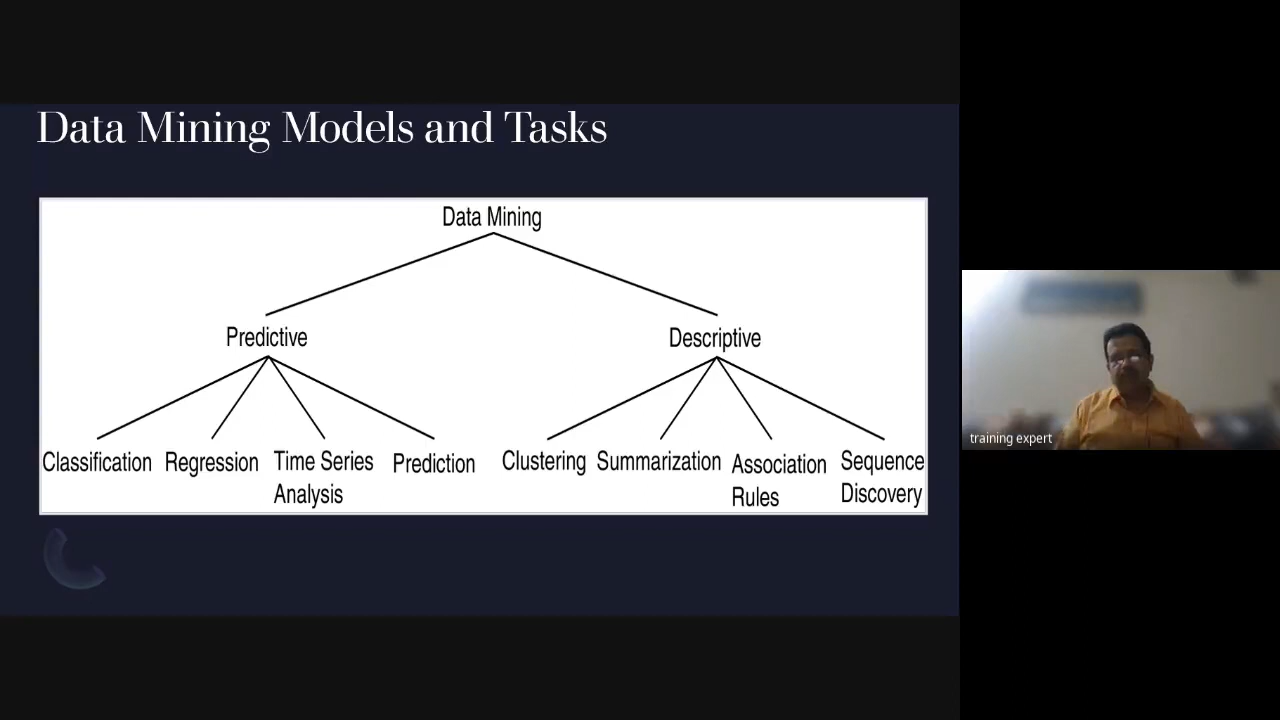 Data Mining Models and Tasks
Data Mining
Predictive
Descriptive
Classification
Regression
Time Series
Analysis
Prediction
Clustering
Summarization
Association
Rules
Sequence
Discovery
training expert